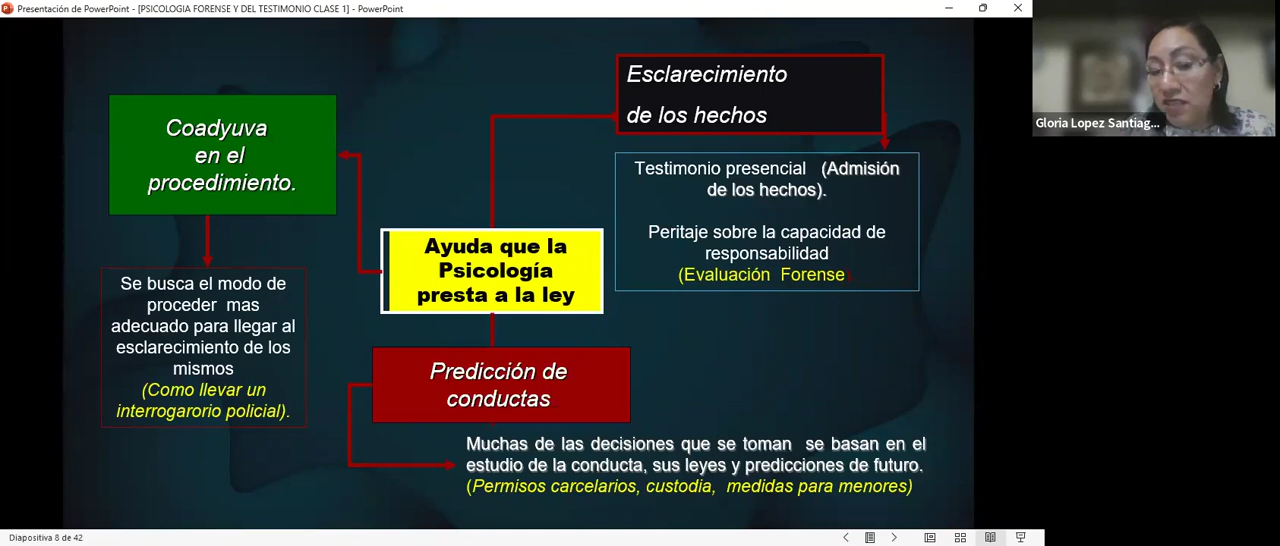 Presentación de PowerPoint - [PSICOLOGIA FORENSE Y DEL TESTIMONIO CLASE 1] - PowerPoint
Gloria Lopez Santiag...
Esclarecimiento
de los hechos
Coadyuva
en el
procedimiento.
Testimonio presencial (Admisión
de los hechos).
Peritaje sobre la capacidad de
responsabilidad
(Evaluación Forense)
Ayuda que la
Psicología
presta a la ley
Se busca el modo de
proceder mas
adecuado para llegar al
esclarecimiento de los
mismos
(Como llevar un
interrogarorio policial).
Predicción de
conductas
Muchas de las decisiones que se toman se basan en el
estudio de la conducta, sus leyes y predicciones de futuro.
(Permisos carcelarios, custodia, medidas para menores)
Diapositiva 8 de 42